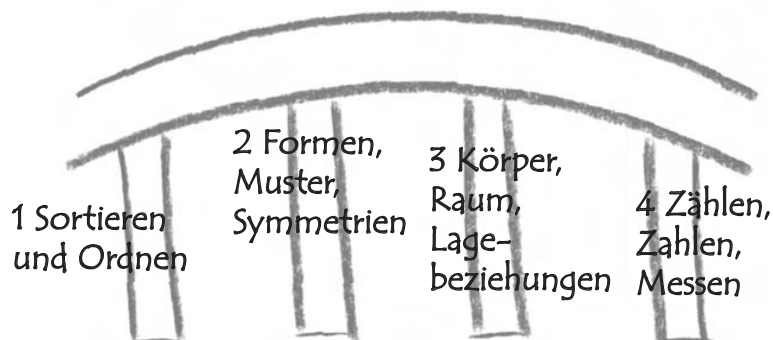 1 Sortieren
und Ordnen
2 Formen,
Muster,
Symmetrien
3 Körper,
Raum,
Lage-
beziehungen
4 Zählen,
Zahlen,
Messen